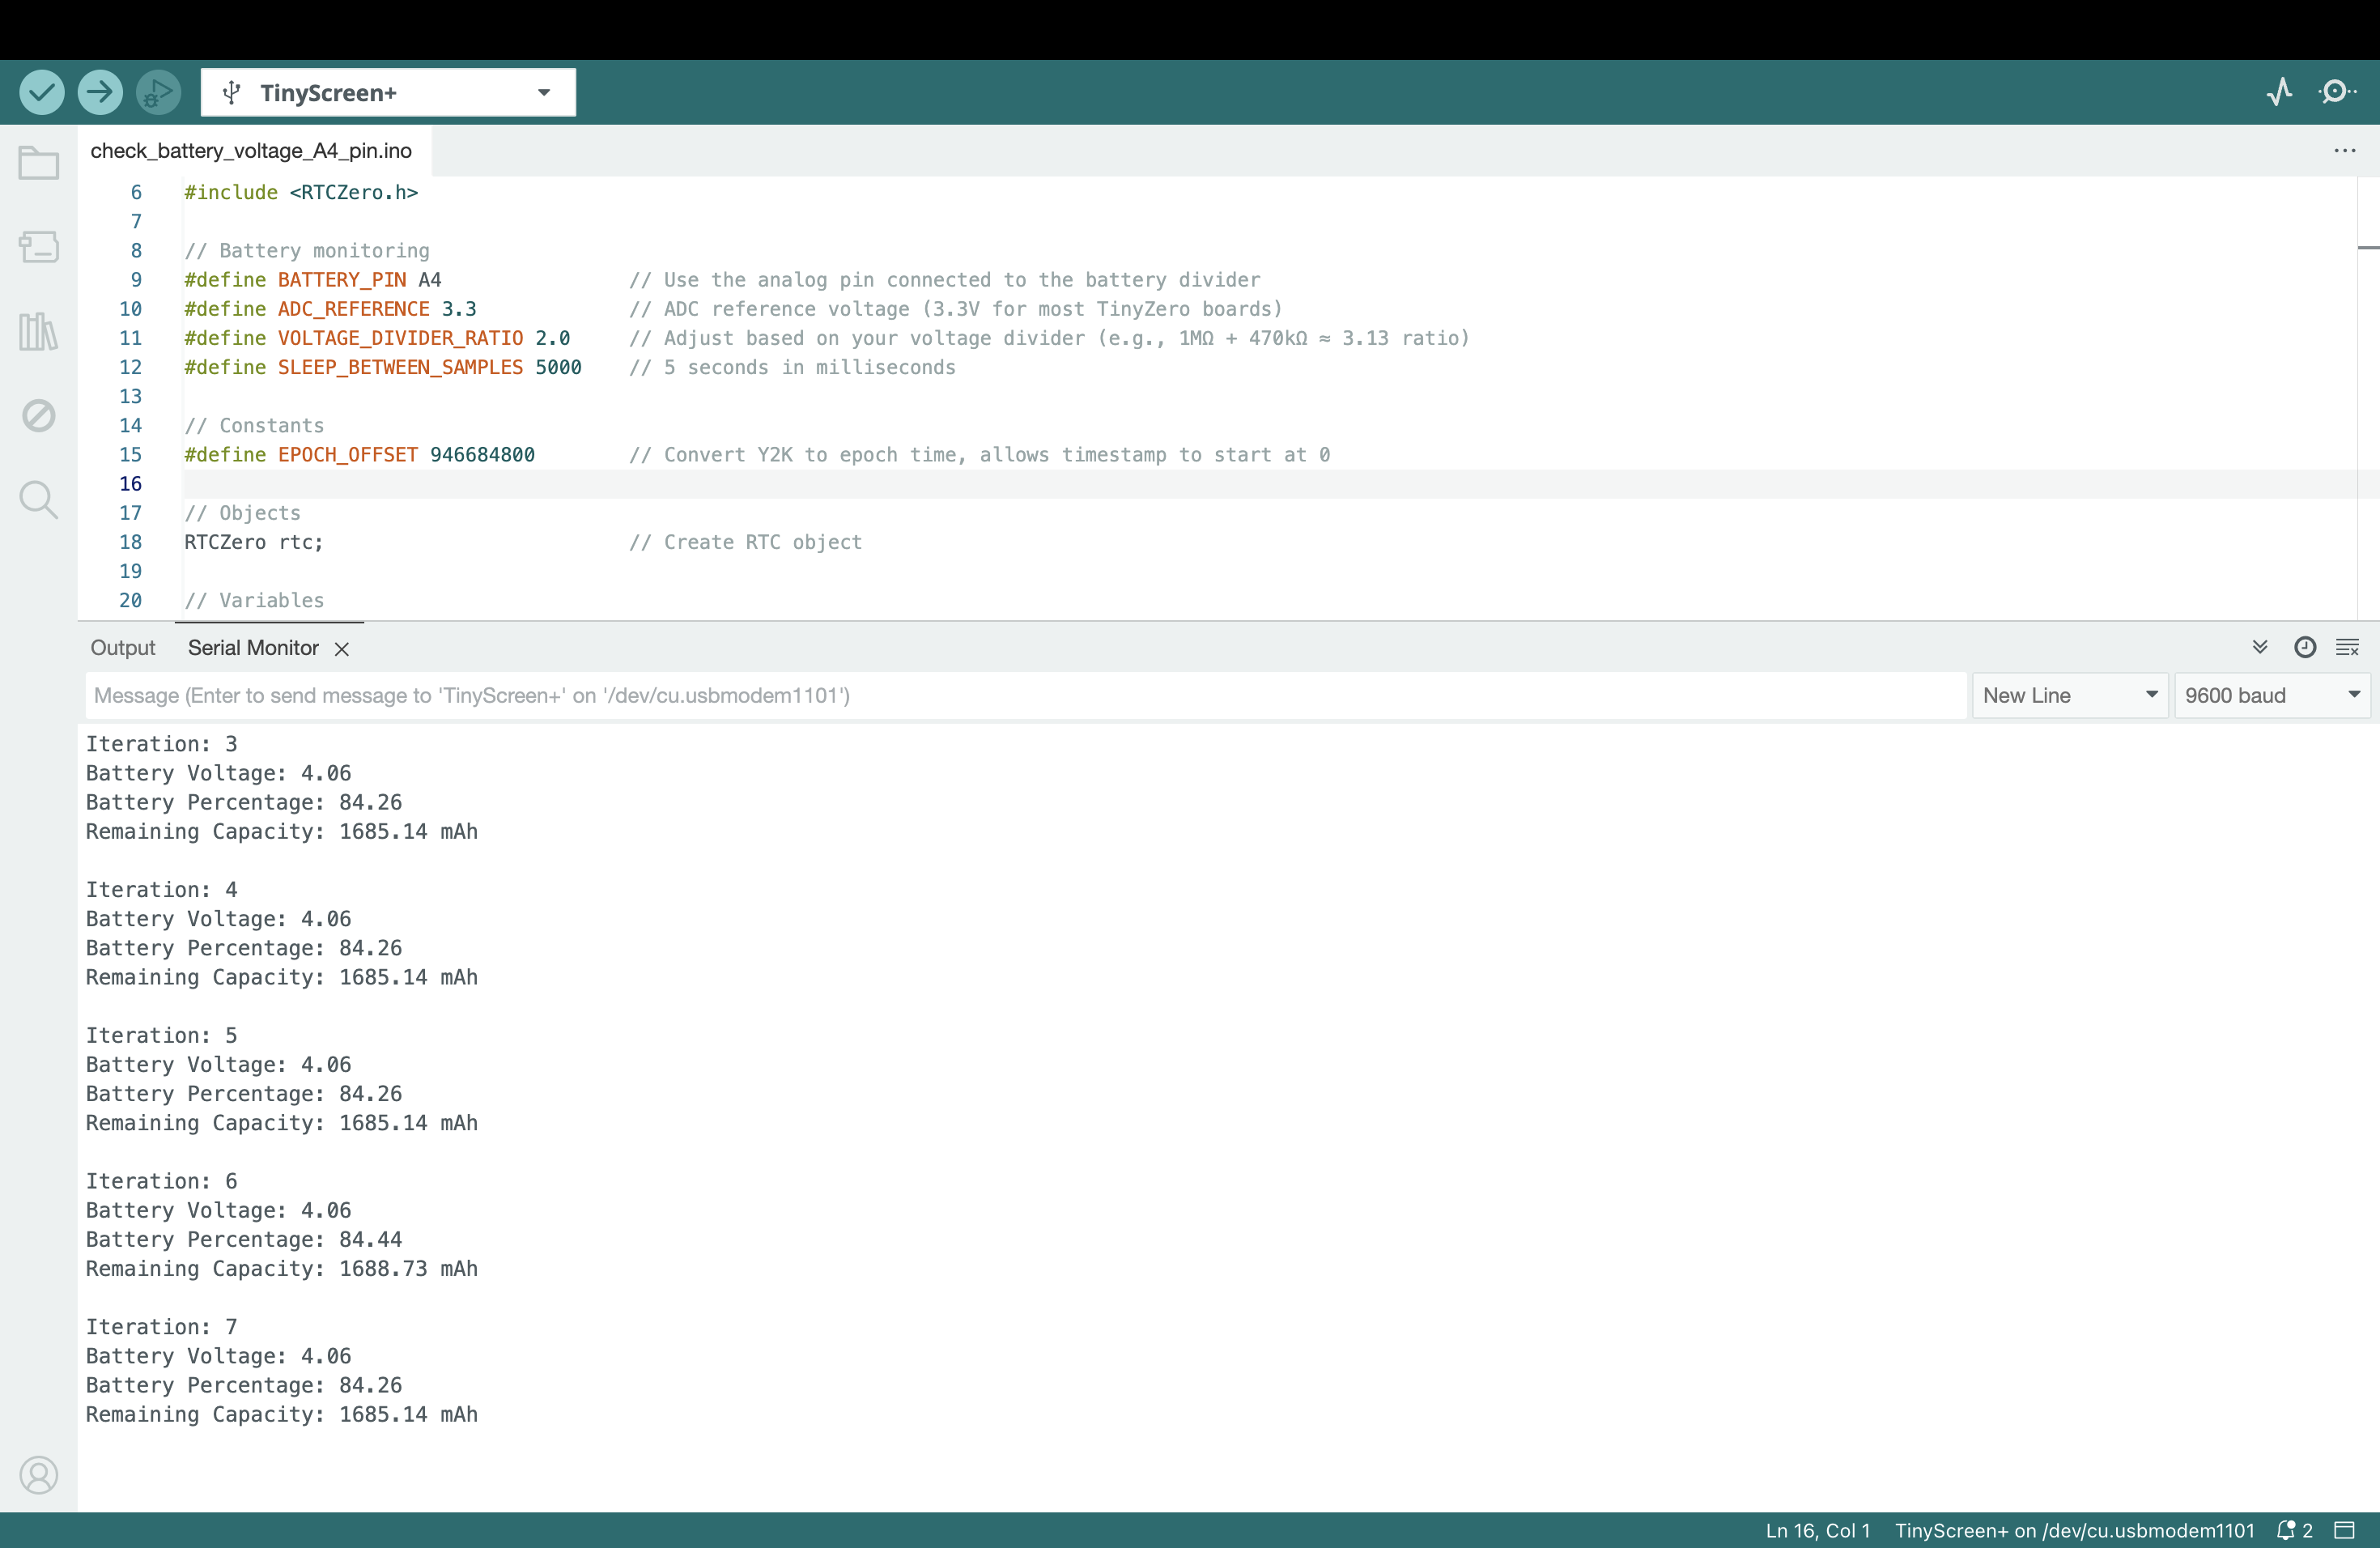 TinyScreen+
check_battery_voltage_A4_pin.ino
6 #include <RTCZero.h>
7
8 // Battery monitoring
9 #define BATTERY_PIN A4 // Use the analog pin connected to the battery divider
10 #define ADC_REFERENCE 3.3 // ADC reference voltage (3.3V for most TinyZero boards)
11 #define VOLTAGE_DIVIDER_RATIO 2.0 // Adjust based on your voltage divider (e.g., 1MΩ + 470kΩ ≈ 3.13 ratio)
12 #define SLEEP_BETWEEN_SAMPLES 5000 // 5 seconds in milliseconds
13
14 // Constants
15 #define EPOCH_OFFSET 946684800 // Convert Y2K to epoch time, allows timestamp to start at 0
16
17 // Objects
18 RTCZero rtc; // Create RTC object
19
20 // Variables
Output Serial Monitor
Message (Enter to send message to 'TinyScreen+' on '/dev/cu.usbmodem1101') New Line 9600 baud
Iteration: 3
Battery Voltage: 4.06
Battery Percentage: 84.26
Remaining Capacity: 1685.14 mAh
Iteration: 4
Battery Voltage: 4.06
Battery Percentage: 84.26
Remaining Capacity: 1685.14 mAh
Iteration: 5
Battery Voltage: 4.06
Battery Percentage: 84.26
Remaining Capacity: 1685.14 mAh
Iteration: 6
Battery Voltage: 4.06
Battery Percentage: 84.44
Remaining Capacity: 1688.73 mAh
Iteration: 7
Battery Voltage: 4.06
Battery Percentage: 84.26
Remaining Capacity: 1685.14 mAh
Ln 16, Col 1 TinyScreen+ on /dev/cu.usbmodem1101 2